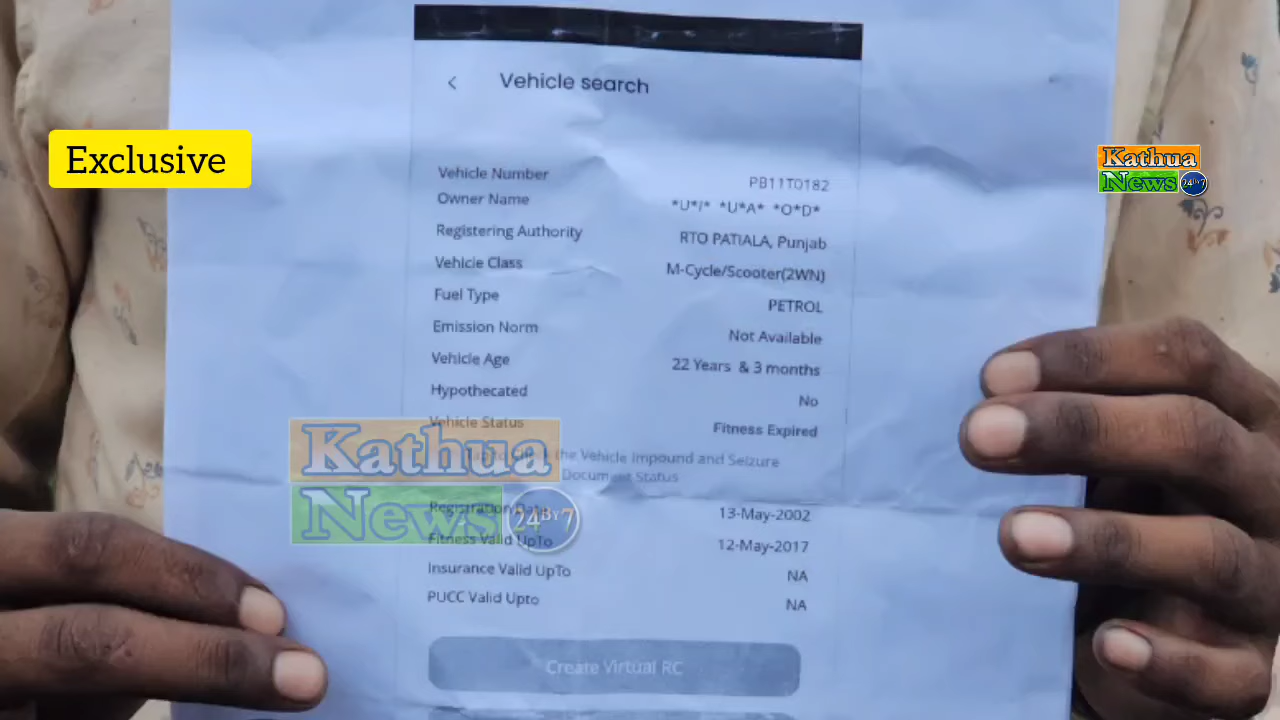 Vehicle search
Exclusive
Kathua
News 24BY7
Vehicle Number PB11T0182
Owner Name *U*/* *U*A* *O*D*
Registering Authority RTO PATIALA, Punjab
Vehicle Class M-Cycle/Scooter(2WN)
Fuel Type PETROL
Emission Norm Not Available
Vehicle Age 22 Years & 3 months
Hypothecated No
Vehicle Status Fitness Expired
the Vehicle Impound and Seizure
Document Status
Kathua
News 24BY7
Registration Date 13-May-2002
Fitness Valid UpTo 12-May-2017
Insurance Valid UpTo NA
PUCC Valid Upto NA
Create Virtual RC